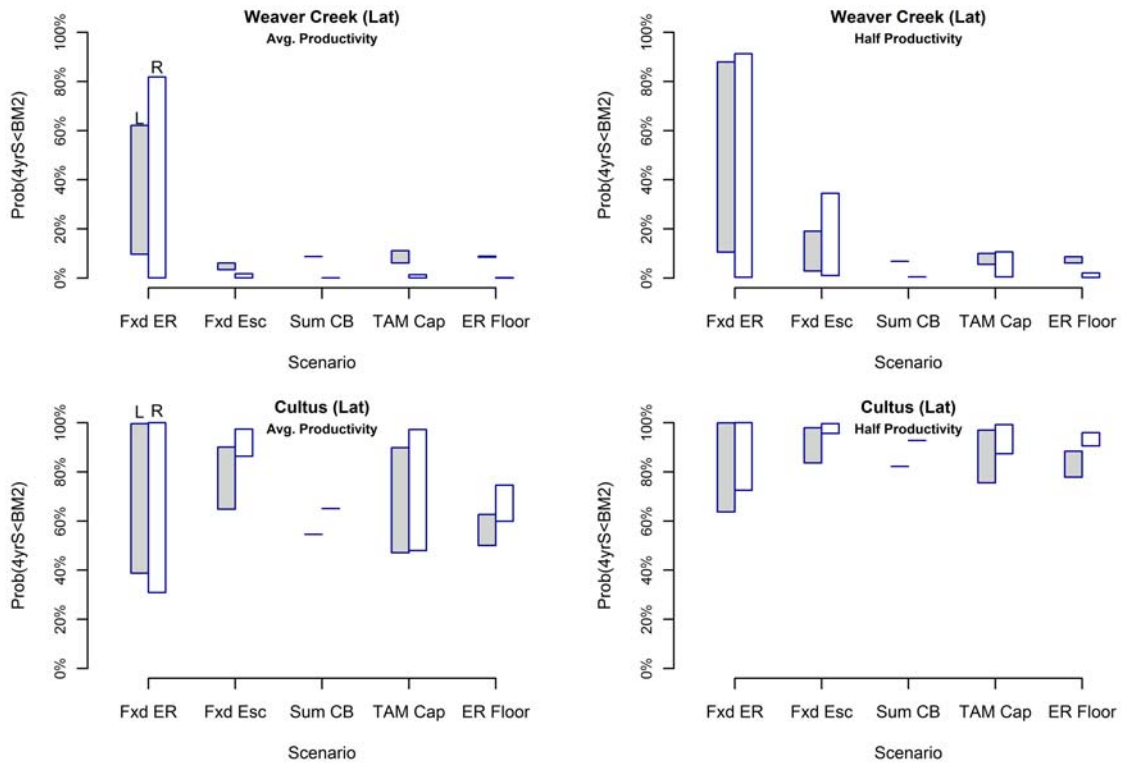 Weaver Creek (Lat)
Avg. Productivity
Prob(4yrS<BM2)
100%
80%
60%
40%
20%
0%
L
R
Fxd ER
Fxd Esc
Sum CB
TAM Cap
ER Floor
Scenario
Weaver Creek (Lat)
Half Productivity
Prob(4yrS<BM2)
100%
80%
60%
40%
20%
0%
Fxd ER
Fxd Esc
Sum CB
TAM Cap
ER Floor
Scenario
Cultus (Lat)
Avg. Productivity
Prob(4yrS<BM2)
100%
80%
60%
40%
20%
0%
L
R
Fxd ER
Fxd Esc
Sum CB
TAM Cap
ER Floor
Scenario
Cultus (Lat)
Half Productivity
Prob(4yrS<BM2)
100%
80%
60%
40%
20%
0%
Fxd ER
Fxd Esc
Sum CB
TAM Cap
ER Floor
Scenario